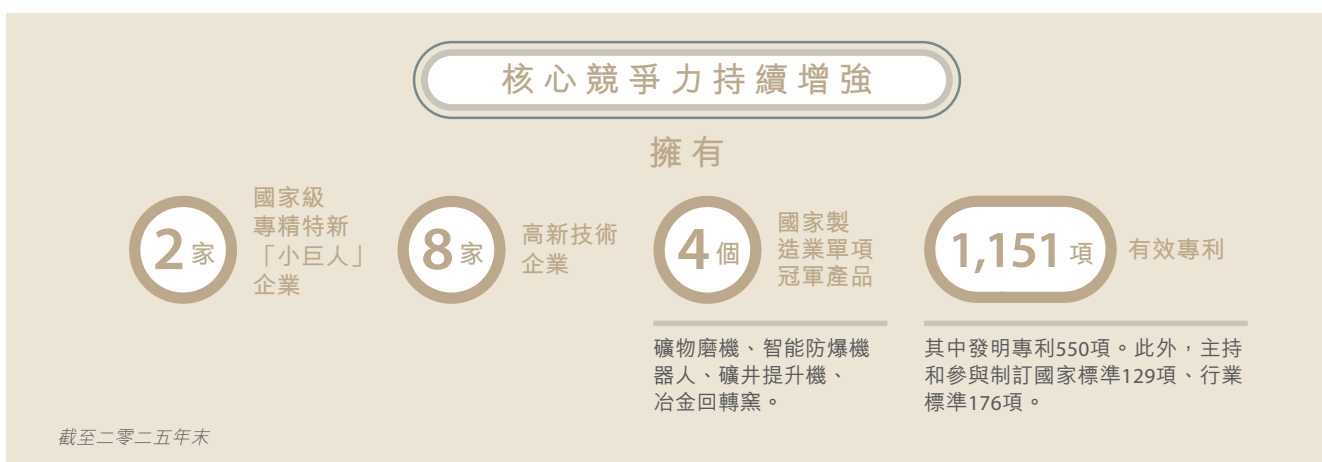 核心競爭力持續增強
擁有
2家
國家級
專精特新
「小巨人」
企業
8家
高新技術
企業
4個
國家製
造業單項
冠軍產品
礦物磨機、智能防爆機
器人、礦井提升機、
冶金回轉窯。
1,151項
有效專利
其中發明專利550項。此外，主持
和參與制訂國家標準129項、行業
標準176項。
截至二零二五年末